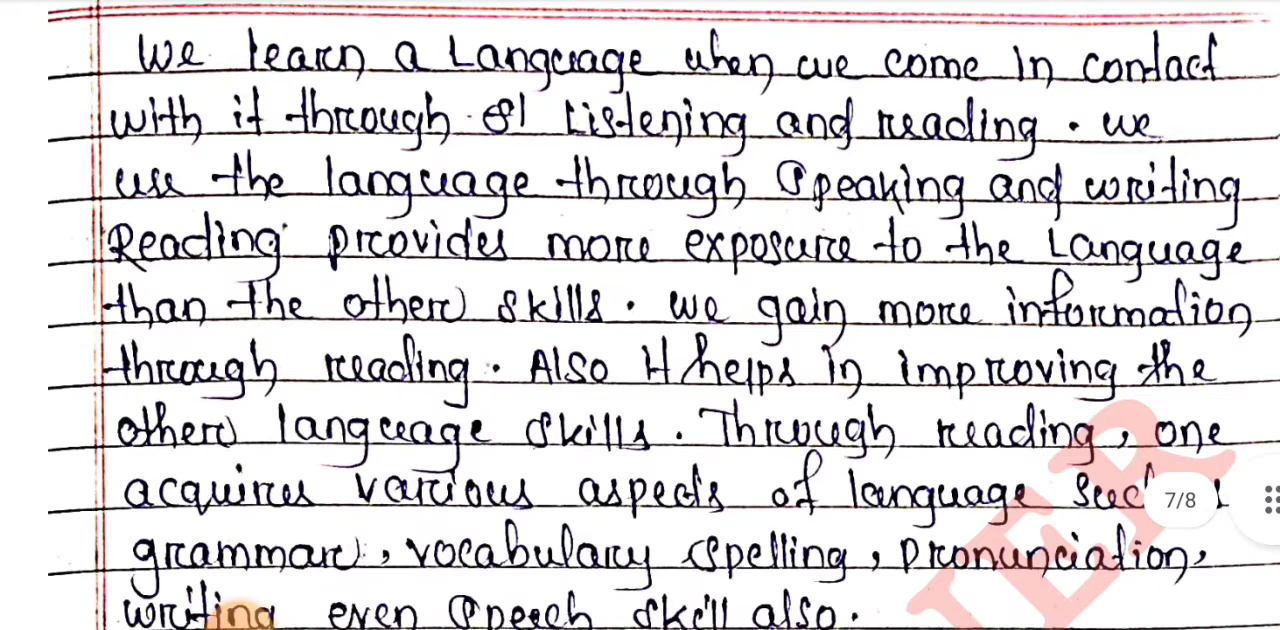 We learn a Language when we come in contact
with it through Listening and reading. we
use the language through Speaking and writing
Reading provides more exposure to the Language
than the other skills. we gain more information
through reading. Also it helps in improving the
other language skills. Through reading, one
acquires various aspects of language such
7/8
grammar, vocabulary spelling, pronunciation,
writing even Speech skill also.